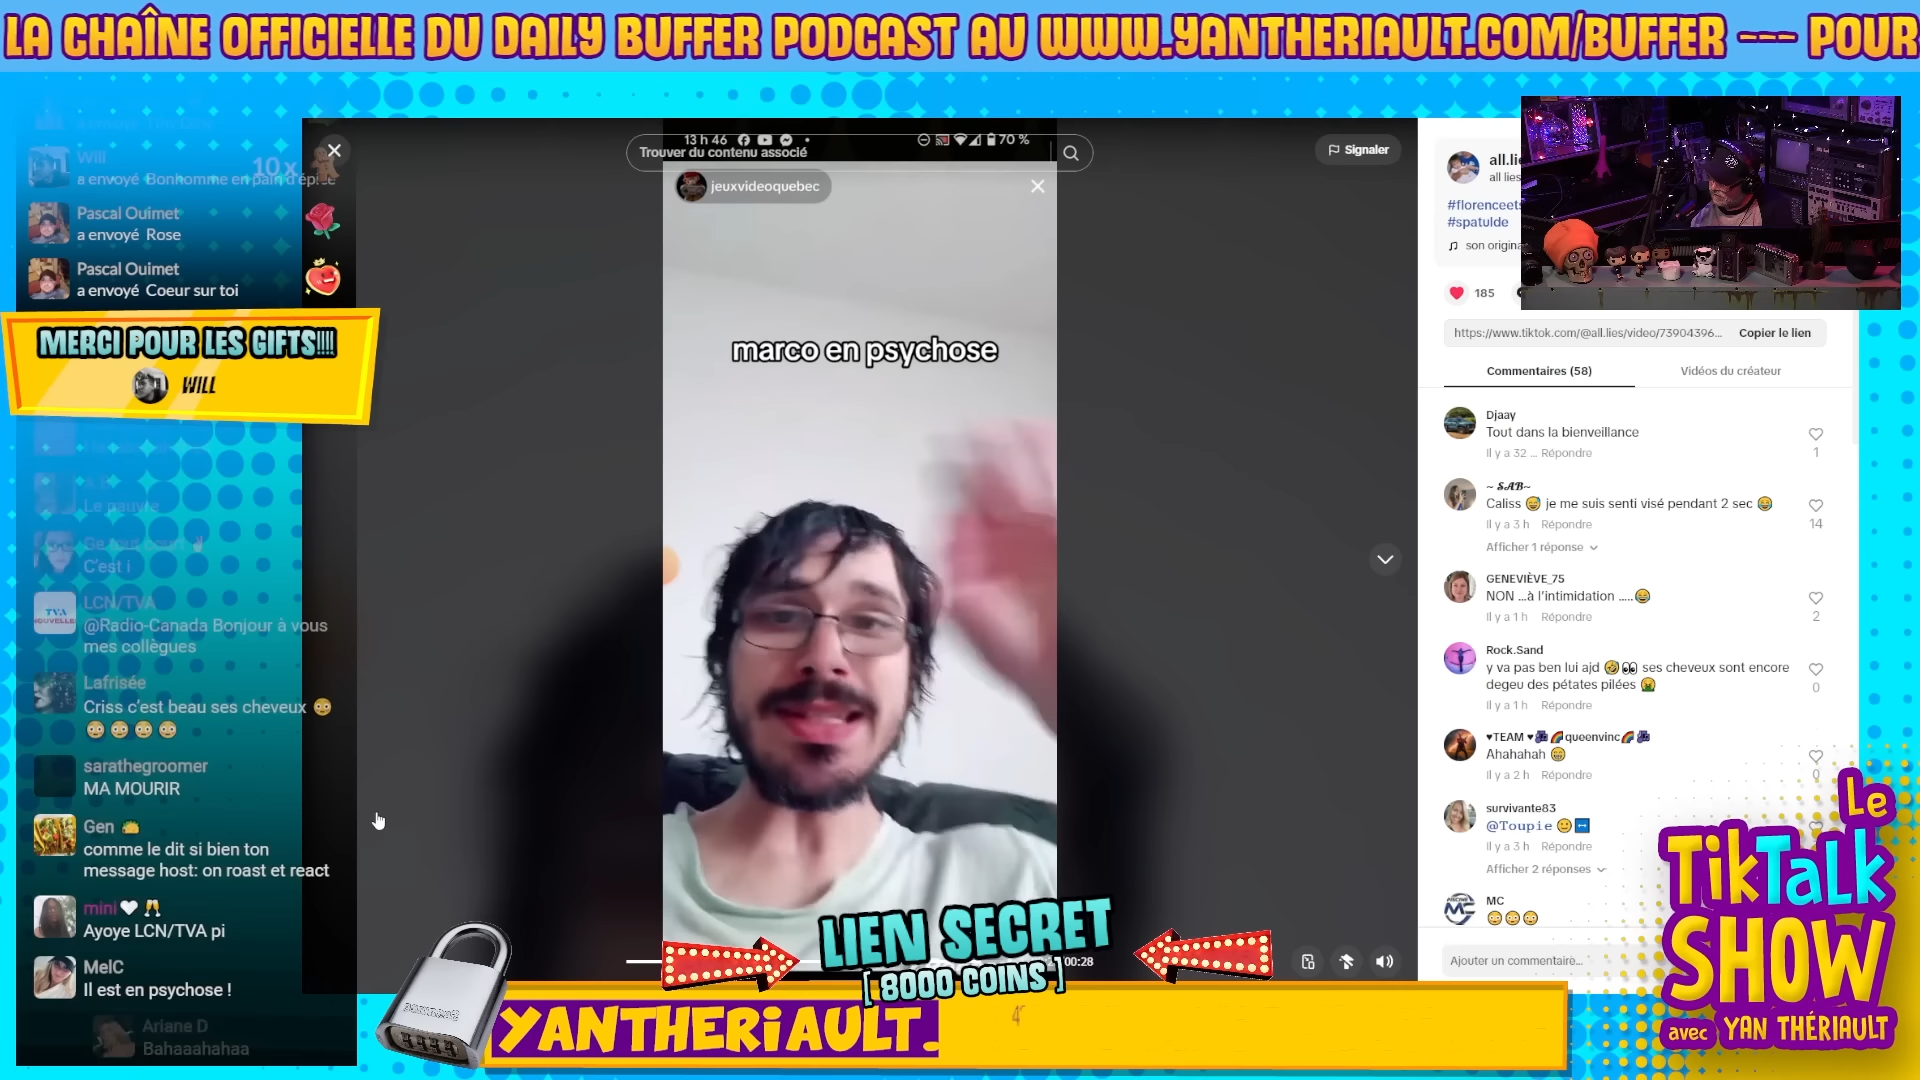 LA CHAÎNE OFFICIELLE DU DAILY BUFFER PODCAST AU WWW.YANTHERIAULT.COM/BUFFER --- POUR
Will
a envoyé Bonhomme en pain d'épice
10x
Pascal Ouimet
a envoyé Rose
Pascal Ouimet
a envoyé Coeur sur toi
MERCI POUR LES GIFTS!!!!
WILL
Le pauvre
C'est i
LCN/TVA
@Radio-Canada Bonjour à vous
mes collègues
Lafrisée
Criss c'est beau ses cheveux 😳
😳 😳 😳 😳
sarathegroomer
MA MOURIR
Gen 🌮
comme le dit si bien ton
message host: on roast et react
mini🤍 🥂
Ayoye LCN/TVA pi
MelC
Il est en psychose !
Ariane D
Bahaaahahaa
13 h 46
70 %
Trouver du contenu associé
Signaler
jeuxvideoquebec
marco en psychose
00:28
LIEN SECRET
[ 8000 COINS ]
YANTHERIAULT.
all.lie
all lies
#florenceets
#spatulde
son origina
185
https://www.tiktok.com/@all.lies/video/73904396...
Copier le lien
Commentaires (58)
Vidéos du créateur
Djaay
Tout dans la bienveillance
Il y a 32 ... Répondre
1
~ 𝓢𝓐𝓑~
Caliss 😅 je me suis senti visé pendant 2 sec 😂
Il y a 3 h Répondre
14
Afficher 1 réponse
GENEVIÈVE_75
NON ...à l'intimidation .....😂
Il y a 1 h Répondre
2
Rock.Sand
y va pas ben lui ajd 🤣👀 ses cheveux sont encore
degeu des pétates pilées 🤮
Il y a 1 h Répondre
0
♥TEAM ♥🌈queenvinc🌈
Ahahahah 😁
Il y a 2 h Répondre
0
survivante83
@Toupie 🙂↔️
Il y a 3 h Répondre
Afficher 2 réponses
MC
😳😳😳
Ajouter un commentaire...
Le
TikTaLk
SHOW
avec YAN THÉRIAULT